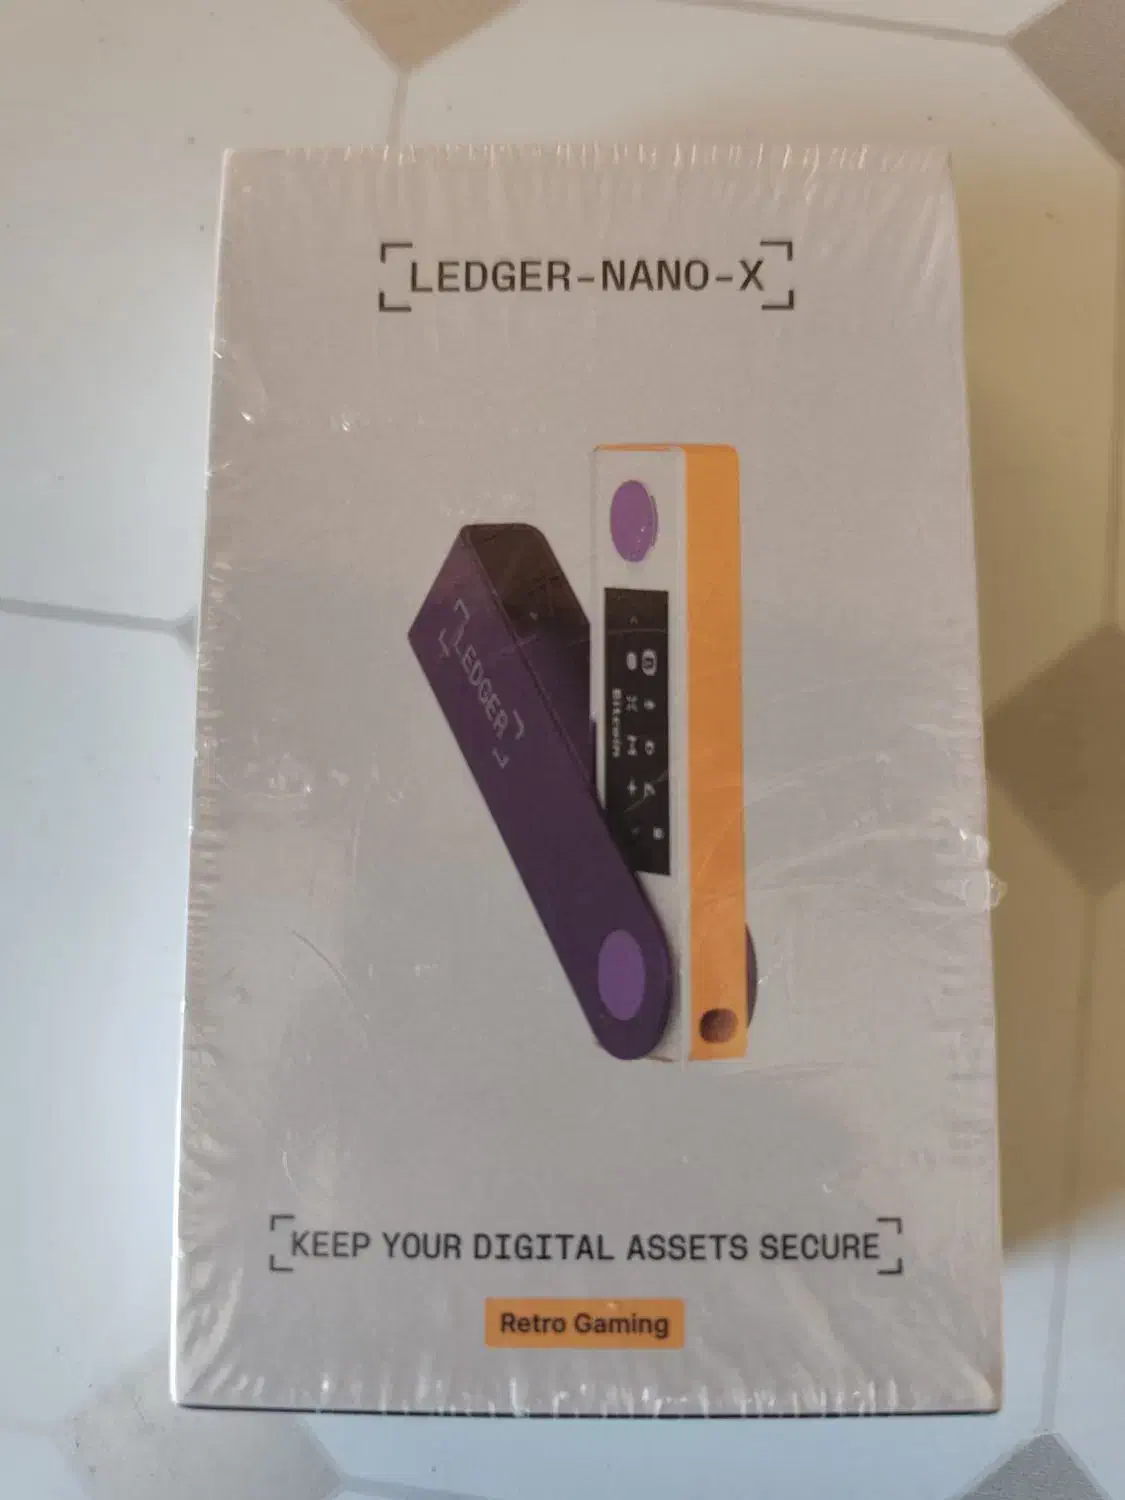 LEDGER-NANO-X
LEDGER
Bitcoin
KEEP YOUR DIGITAL ASSETS SECURE
Retro Gaming